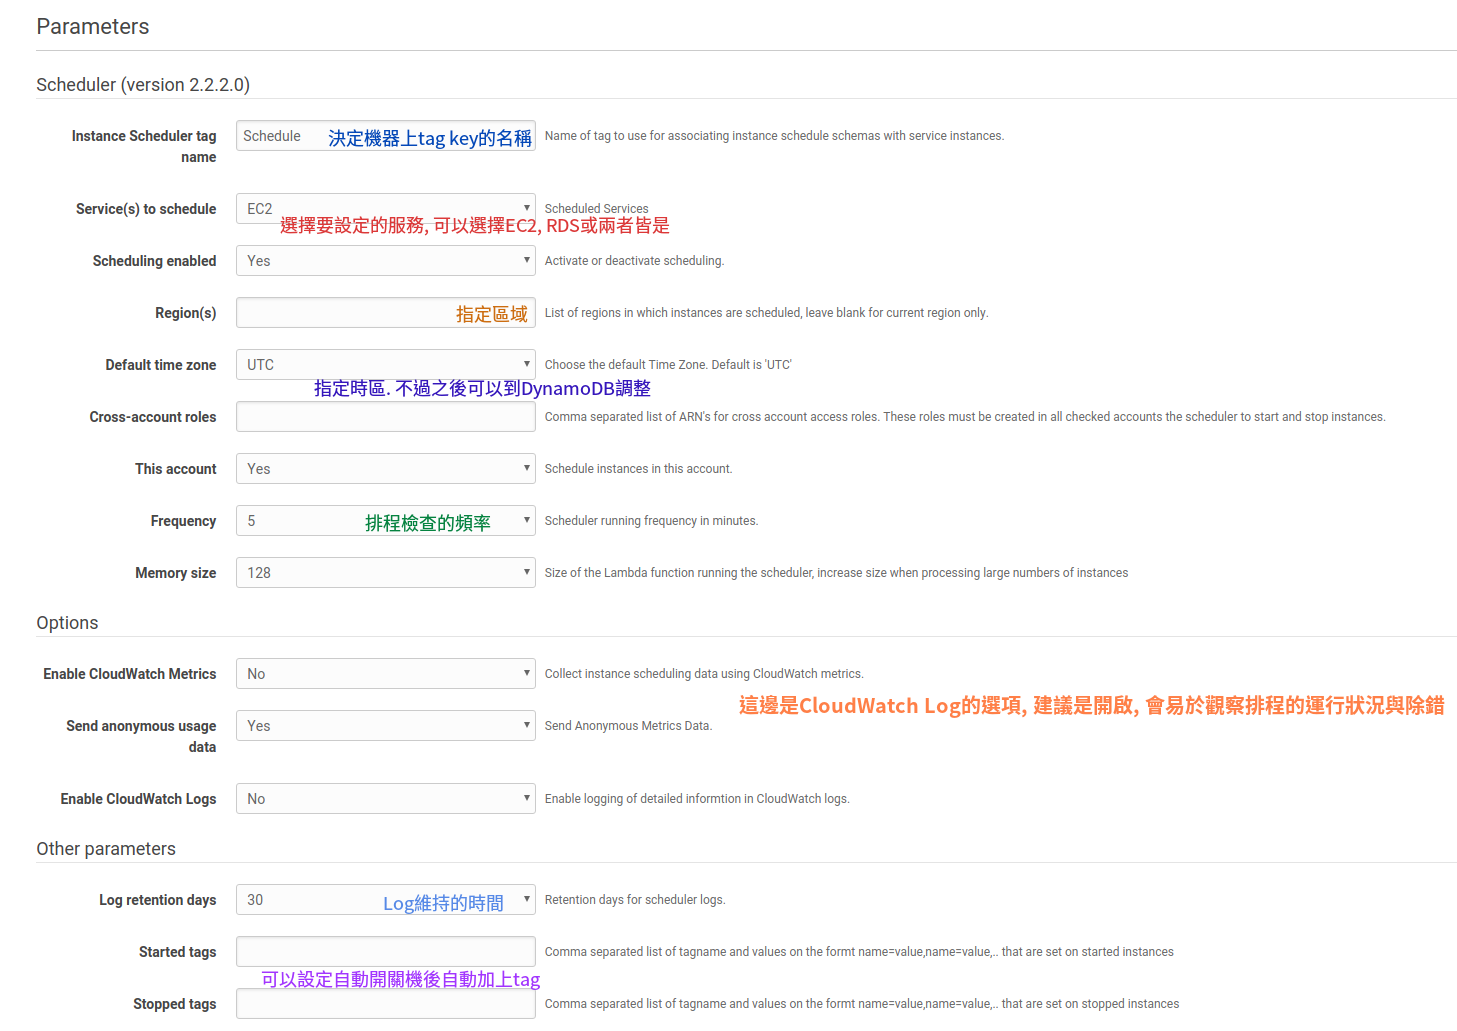 Parameters
Scheduler (version 2.2.2.0)
Instance Scheduler tag name
Schedule 決定機器上tag key的名稱
Name of tag to use for associating instance schedule schemas with service instances.
Service(s) to schedule
EC2
Scheduled Services
選擇要設定的服務, 可以選擇EC2, RDS或兩者皆是
Scheduling enabled
Yes
Activate or deactivate scheduling.
Region(s)
指定區域
List of regions in which instances are scheduled, leave blank for current region only.
Default time zone
UTC
Choose the default Time Zone. Default is 'UTC'
指定時區. 不過之後可以到DynamoDB調整
Cross-account roles
Comma separated list of ARN's for cross account access roles. These roles must be created in all checked accounts the scheduler to start and stop instances.
This account
Yes
Schedule instances in this account.
Frequency
5 排程檢查的頻率
Scheduler running frequency in minutes.
Memory size
128
Size of the Lambda function running the scheduler, increase size when processing large numbers of instances
Options
Enable CloudWatch Metrics
No
Collect instance scheduling data using CloudWatch metrics.
這邊是CloudWatch Log的選項, 建議是開啟, 會易於觀察排程的運行狀況與除錯
Send anonymous usage data
Yes
Send Anonymous Metrics Data.
Enable CloudWatch Logs
No
Enable logging of detailed informtion in CloudWatch logs.
Other parameters
Log retention days
30 Log維持的時間
Retention days for scheduler logs.
Started tags
Comma separated list of tagname and values on the formt name=value,name=value,.. that are set on started instances
可以設定自動開關機後自動加上tag
Stopped tags
Comma separated list of tagname and values on the formt name=value,name=value,.. that are set on stopped instances